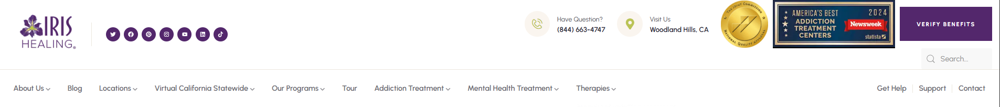 IRIS
HEALING
Have Question?
(844) 663-4747
Visit Us
Woodland Hills, CA
THE JOINT COMMISSION
NATIONAL QUALITY APPROVAL
AMERICA'S BEST
ADDICTION
TREATMENT
CENTERS
2024
Newsweek
statista
VERIFY BENEFITS
Search...
About Us
Blog
Locations
Virtual California Statewide
Our Programs
Tour
Addiction Treatment
Mental Health Treatment
Therapies
Get Help
Support
Contact